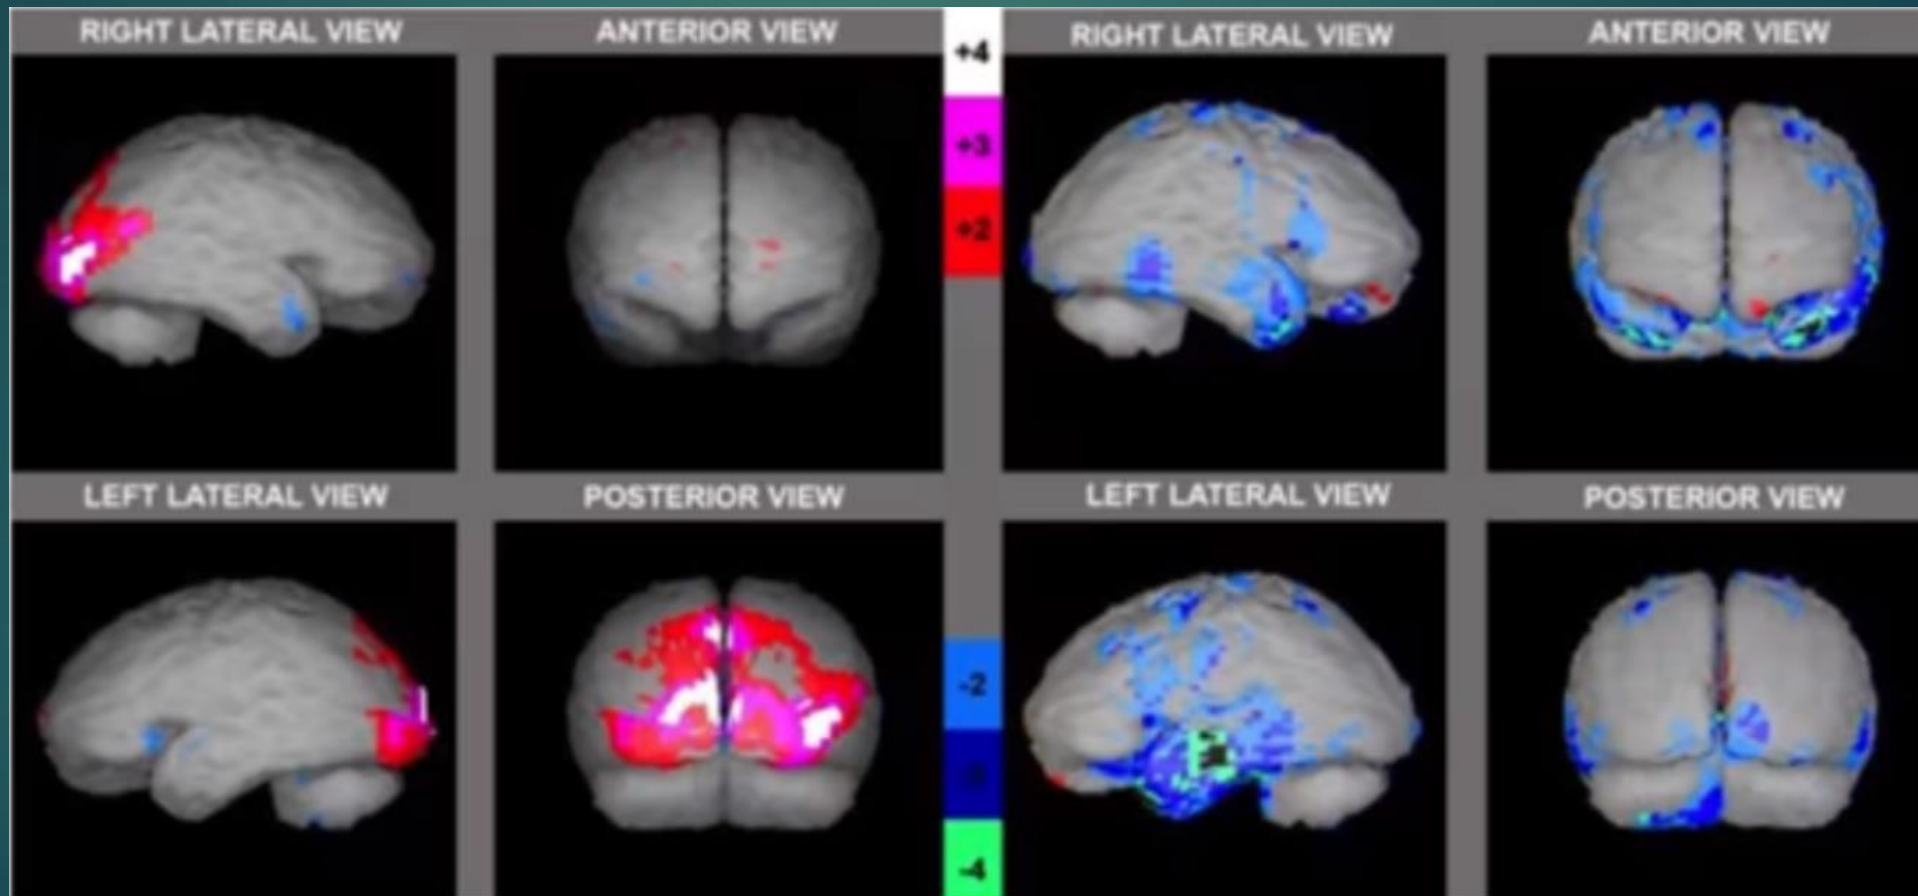 RIGHT LATERAL VIEW
ANTERIOR VIEW
+4
+3
+2
RIGHT LATERAL VIEW
ANTERIOR VIEW
LEFT LATERAL VIEW
POSTERIOR VIEW
-2
-4
LEFT LATERAL VIEW
POSTERIOR VIEW